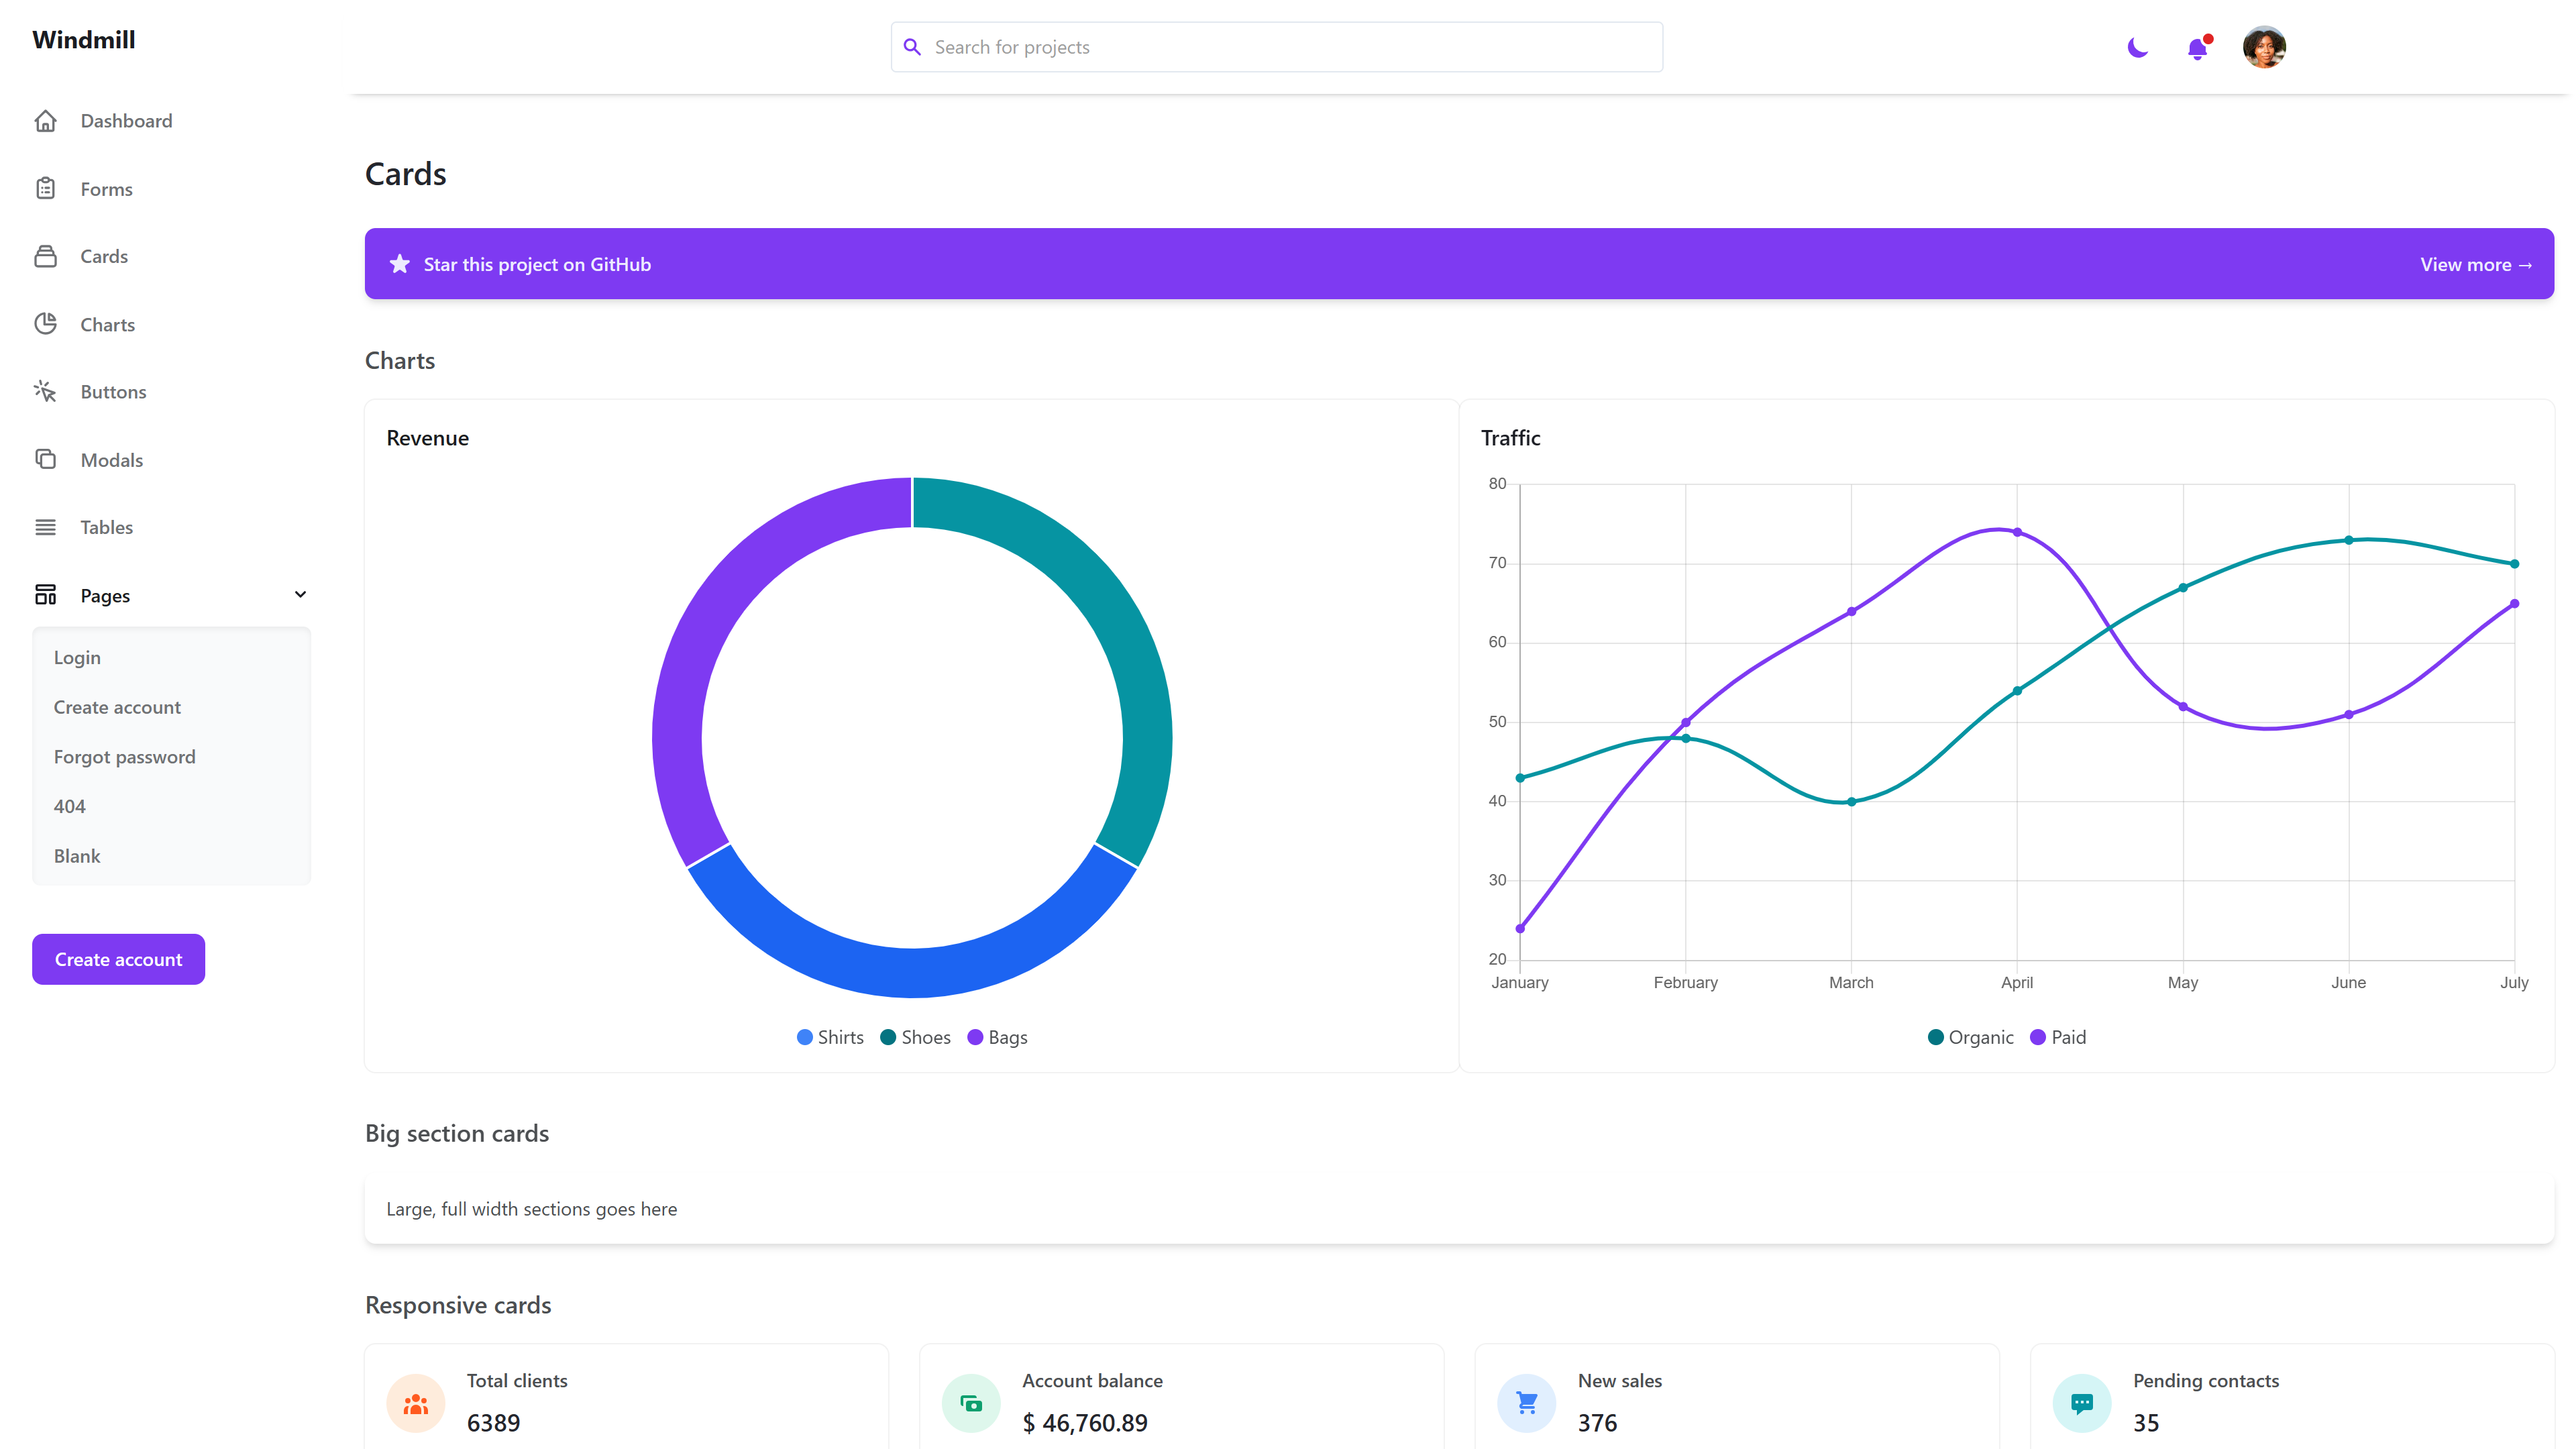 Windmill
Search for projects
Dashboard
Forms
Cards
Charts
Buttons
Modals
Tables
Pages
Login
Create account
Forgot password
404
Blank
Create account
Cards
Star this project on GitHub
View more →
Charts
Revenue
Shirts Shoes Bags
Traffic
80
70
60
50
40
30
20
January February March April May June July
Organic Paid
Big section cards
Large, full width sections goes here
Responsive cards
Total clients
6389
Account balance
$ 46,760.89
New sales
376
Pending contacts
35